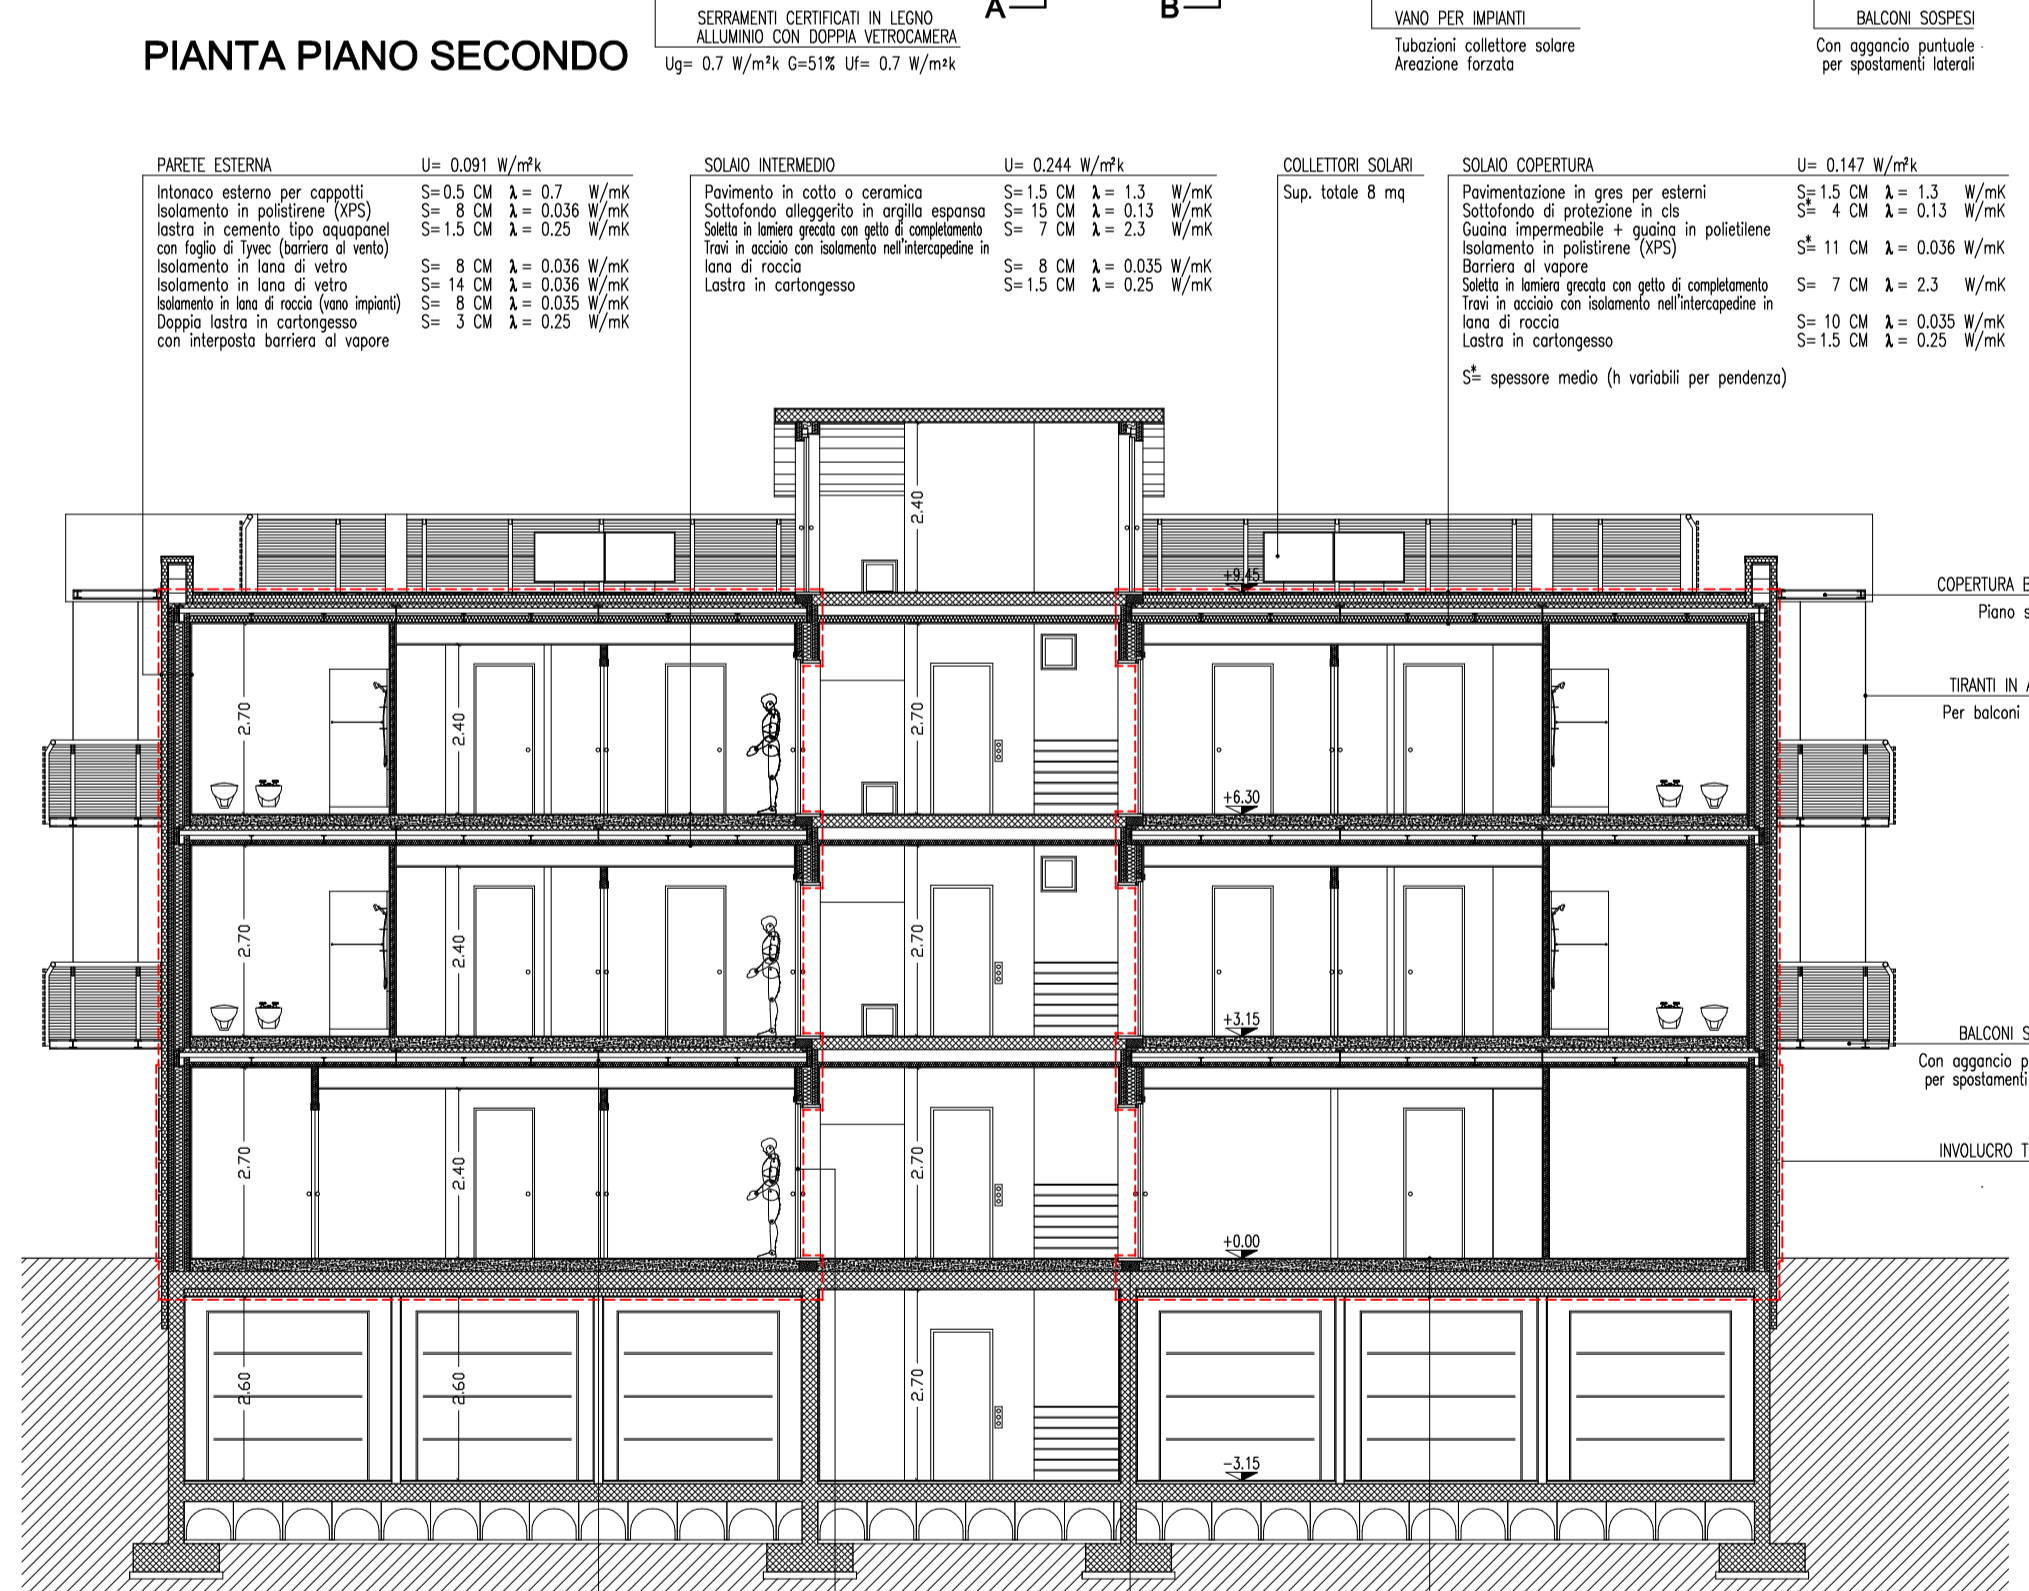 PIANTA PIANO SECONDO
SERRAMENTI CERTIFICATI IN LEGNO
ALLUMINIO CON DOPPIA VETROCAMERA
Ug= 0.7 W/m²k G=51% Uf= 0.7 W/m²k
A
B
VANO PER IMPIANTI
Tubazioni collettore solare
Areazione forzata
BALCONI SOSPESI
Con aggancio puntuale
per spostamenti laterali
PARETE ESTERNA U= 0.091 W/m²k
Intonaco esterno per cappotti S=0.5 CM λ= 0.7 W/mK
Isolamento in polistirene (XPS) S= 8 CM λ= 0.036 W/mK
lastra in cemento tipo aquapanel S=1.5 CM λ= 0.25 W/mK
con foglio di Tyvec (barriera al vento)
Isolamento in lana di vetro S= 8 CM λ= 0.036 W/mK
Isolamento in lana di vetro S= 14 CM λ= 0.036 W/mK
Isolamento in lana di roccia (vano impianti) S= 8 CM λ= 0.035 W/mK
Doppia lastra in cartongesso S= 3 CM λ= 0.25 W/mK
con interposta barriera al vapore
SOLAIO INTERMEDIO U= 0.244 W/m²k
Pavimento in cotto o ceramica S=1.5 CM λ= 1.3 W/mK
Sottofondo alleggerito in argilla espansa S= 15 CM λ= 0.13 W/mK
Soletta in lamiera grecata con getto di completamento S= 7 CM λ= 2.3 W/mK
Travi in acciaio con isolamento nell'intercapedine in
lana di roccia S= 8 CM λ= 0.035 W/mK
Lastra in cartongesso S=1.5 CM λ= 0.25 W/mK
COLLETTORI SOLARI
Sup. totale 8 mq
SOLAIO COPERTURA U= 0.147 W/m²k
Pavimentazione in gres per esterni S=1.5 CM λ= 1.3 W/mK
Sottofondo di protezione in cls S*= 4 CM λ= 0.13 W/mK
Guaina impermeabile + guaina in polietilene
Isolamento in polistirene (XPS) S*= 11 CM λ= 0.036 W/mK
Barriera al vapore
Soletta in lamiera grecata con getto di completamento S= 7 CM λ= 2.3 W/mK
Travi in acciaio con isolamento nell'intercapedine in
lana di roccia S= 10 CM λ= 0.035 W/mK
Lastra in cartongesso S=1.5 CM λ= 0.25 W/mK
S*= spessore medio (h variabili per pendenza)
2.40
+9.45
COPERTURA B
Piano s
TIRANTI IN A
Per balconi
2.70
2.40
2.70
+6.30
2.70
2.40
2.70
+3.15
BALCONI S
Con aggancio p
per spostamenti
INVOLUCRO T
2.70
2.40
2.70
+0.00
2.60
2.60
2.70
-3.15